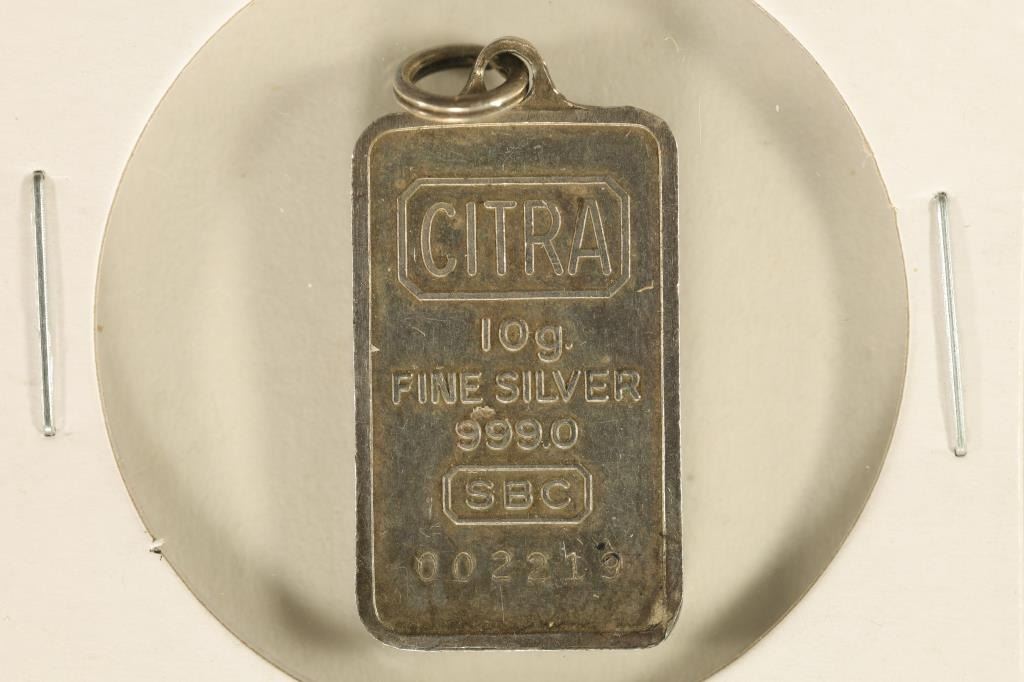 CITRA
10g.
FINE SILVER
999.0
SBC
002219